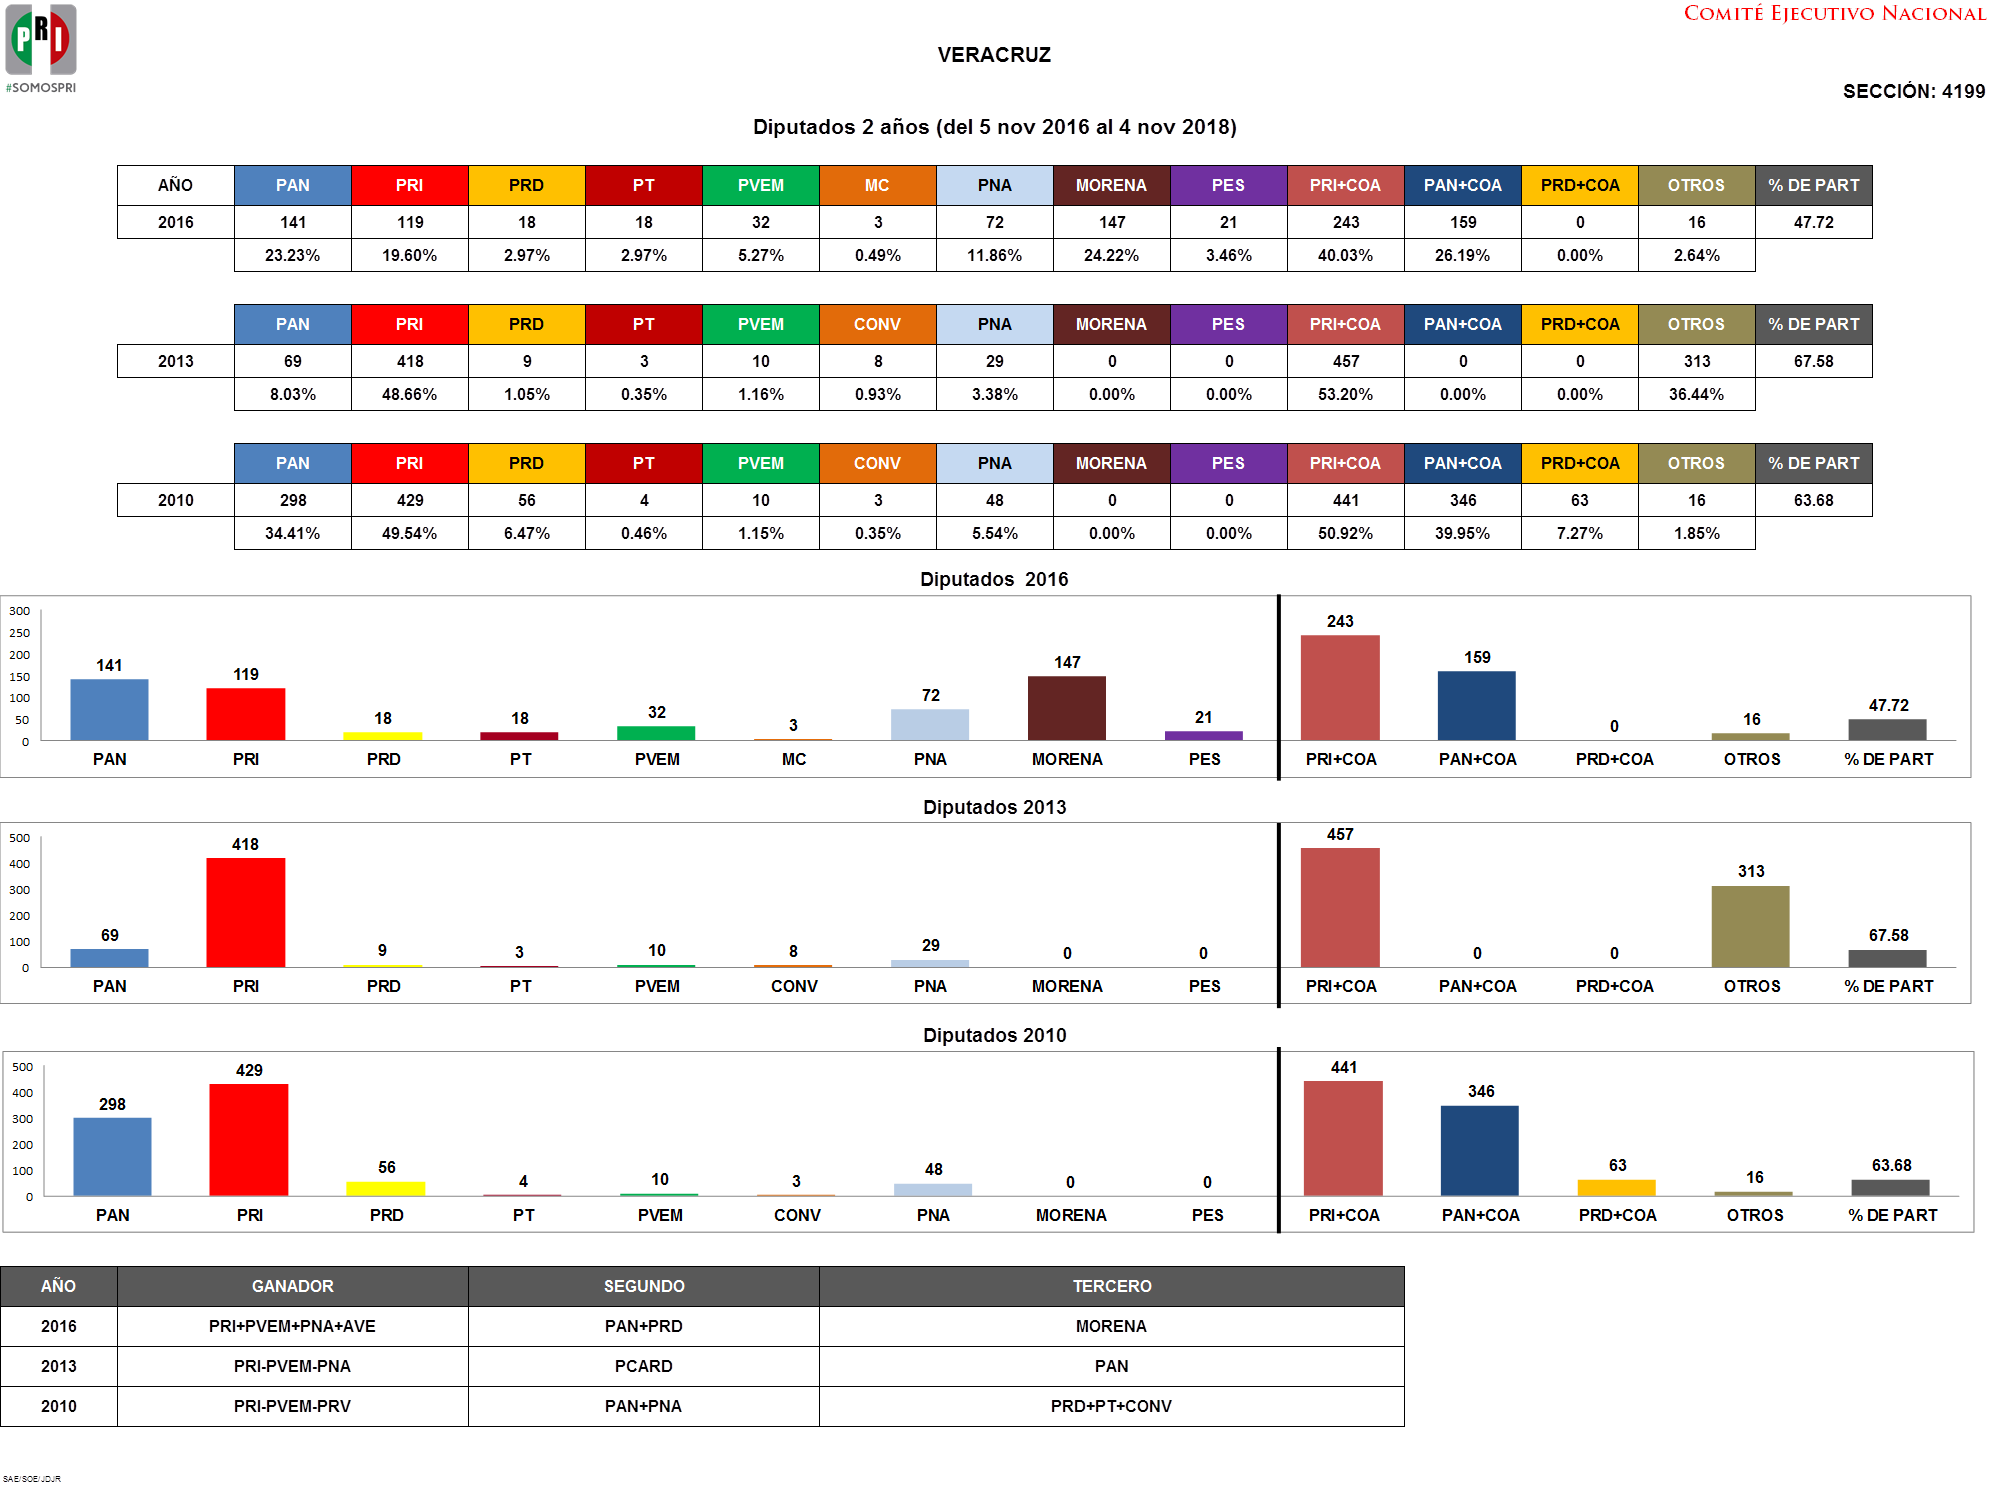 PRI
#SOMOSPRI
COMITÉ EJECUTIVO NACIONAL
VERACRUZ
SECCIÓN: 4199
Diputados 2 años (del 5 nov 2016 al 4 nov 2018)
AÑO PAN PRI PRD PT PVEM MC PNA MORENA PES PRI+COA PAN+COA PRD+COA OTROS % DE PART
2016 141 119 18 18 32 3 72 147 21 243 159 0 16 47.72
23.23% 19.60% 2.97% 2.97% 5.27% 0.49% 11.86% 24.22% 3.46% 40.03% 26.19% 0.00% 2.64%
PAN PRI PRD PT PVEM CONV PNA MORENA PES PRI+COA PAN+COA PRD+COA OTROS % DE PART
2013 69 418 9 3 10 8 29 0 0 457 0 0 313 67.58
8.03% 48.66% 1.05% 0.35% 1.16% 0.93% 3.38% 0.00% 0.00% 53.20% 0.00% 0.00% 36.44%
PAN PRI PRD PT PVEM CONV PNA MORENA PES PRI+COA PAN+COA PRD+COA OTROS % DE PART
2010 298 429 56 4 10 3 48 0 0 441 346 63 16 63.68
34.41% 49.54% 6.47% 0.46% 1.15% 0.35% 5.54% 0.00% 0.00% 50.92% 39.95% 7.27% 1.85%
Diputados 2016
300
250
200
150
100
50
0
141 119 18 18 32 3 72 147 21 243 159 0 16 47.72
PAN PRI PRD PT PVEM MC PNA MORENA PES PRI+COA PAN+COA PRD+COA OTROS % DE PART
Diputados 2013
500
400
300
200
100
0
69 418 9 3 10 8 29 0 0 457 0 0 313 67.58
PAN PRI PRD PT PVEM CONV PNA MORENA PES PRI+COA PAN+COA PRD+COA OTROS % DE PART
Diputados 2010
500
400
300
200
100
0
298 429 56 4 10 3 48 0 0 441 346 63 16 63.68
PAN PRI PRD PT PVEM CONV PNA MORENA PES PRI+COA PAN+COA PRD+COA OTROS % DE PART
AÑO GANADOR SEGUNDO TERCERO
2016 PRI+PVEM+PNA+AVE PAN+PRD MORENA
2013 PRI-PVEM-PNA PCARD PAN
2010 PRI-PVEM-PRV PAN+PNA PRD+PT+CONV
SAE/SOE/JDJR